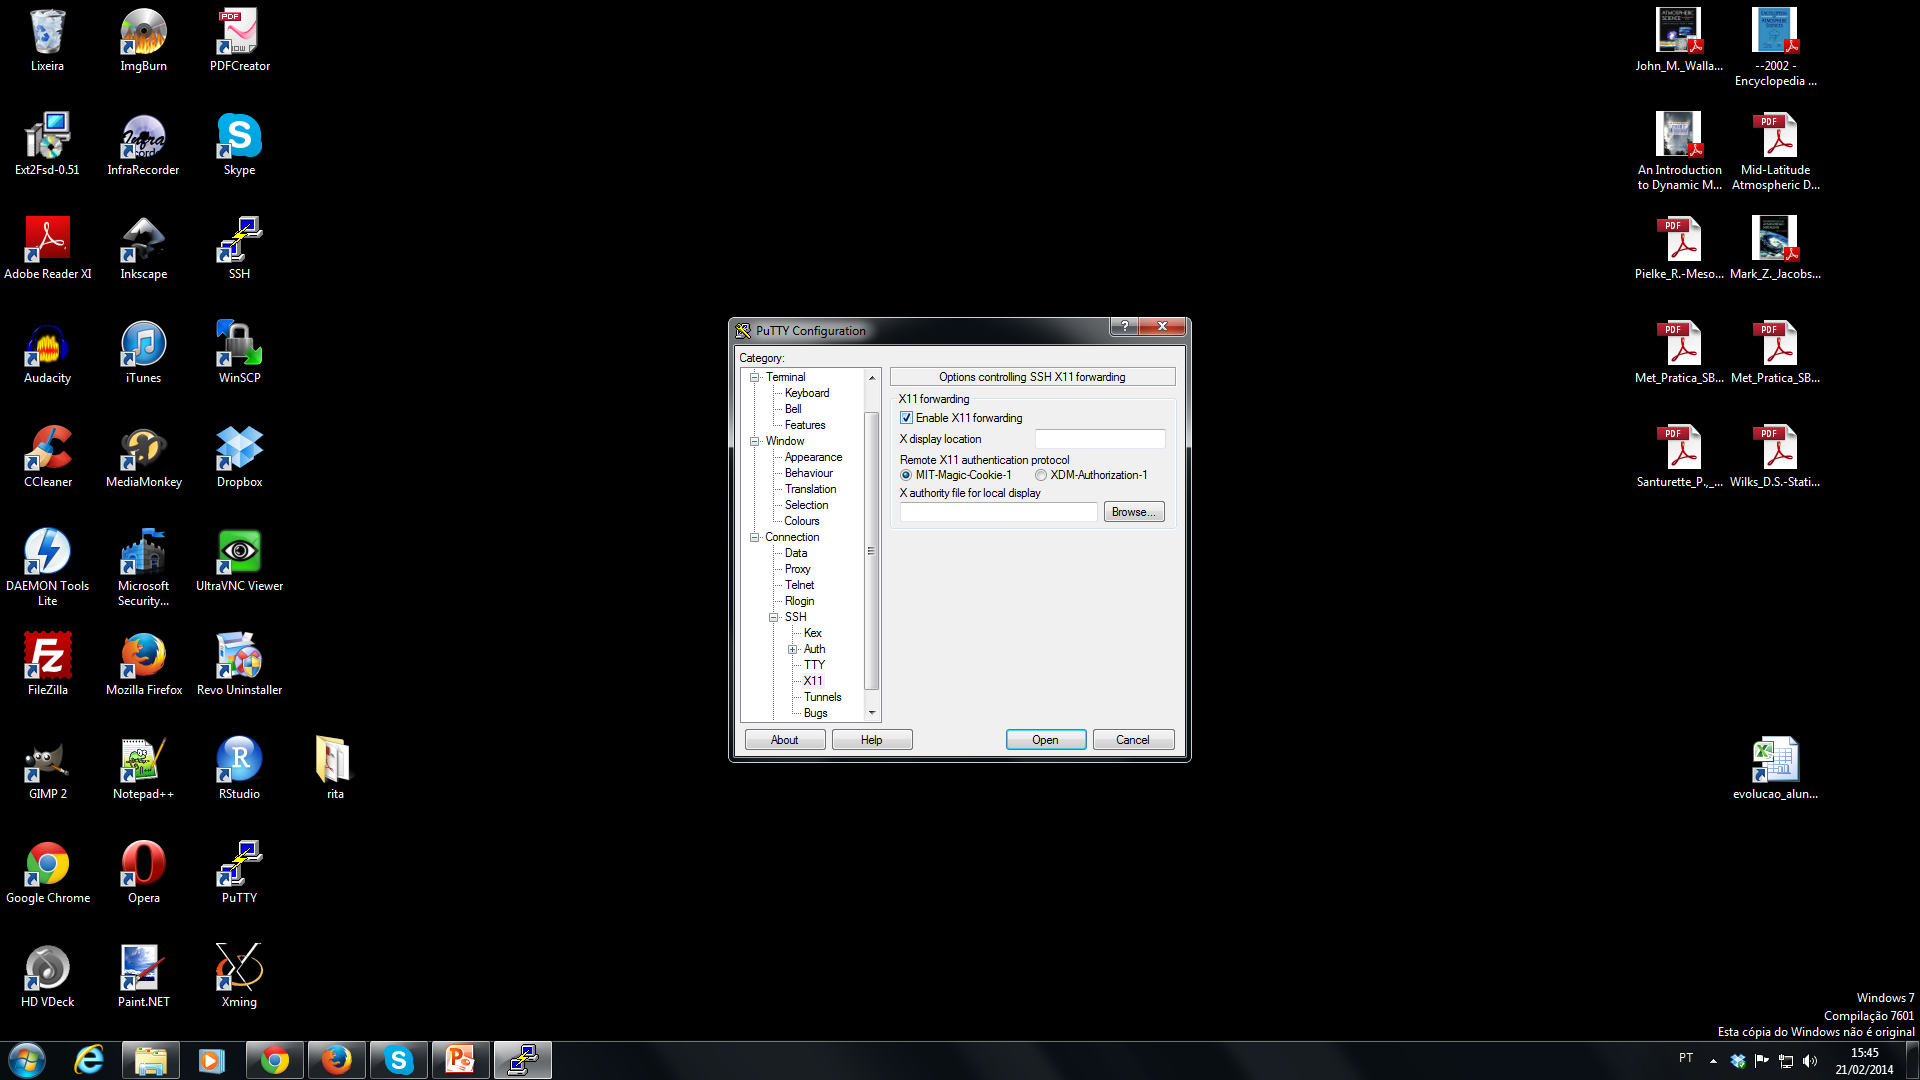 Lixeira
ImgBurn
PDFCreator
John_M._Walla...
--2002 -
Encyclopedia ...
Ext2Fsd-0.51
InfraRecorder
Skype
An Introduction
to Dynamic M...
Mid-Latitude
Atmospheric D...
Adobe Reader XI
Inkscape
SSH
Pielke_R.-Meso...
Mark_Z._Jacobs...
Audacity
iTunes
WinSCP
Met_Pratica_SB...
Met_Pratica_SB...
CCleaner
MediaMonkey
Dropbox
Santurette_P.,_...
Wilks_D.S.-Stati...
DAEMON Tools
Lite
Microsoft
Security...
UltraVNC Viewer
FileZilla
Mozilla Firefox
Revo Uninstaller
GIMP 2
Notepad++
RStudio
rita
evolucao_alun...
Google Chrome
Opera
PuTTY
HD VDeck
Paint.NET
Xming
PuTTY Configuration
Category:
Terminal
Keyboard
Bell
Features
Window
Appearance
Behaviour
Translation
Selection
Colours
Connection
Data
Proxy
Telnet
Rlogin
SSH
Kex
Auth
TTY
X11
Tunnels
Bugs
Options controlling SSH X11 forwarding
X11 forwarding
Enable X11 forwarding
X display location
Remote X11 authentication protocol
MIT-Magic-Cookie-1
XDM-Authorization-1
X authority file for local display
Browse...
About
Help
Open
Cancel
Windows 7
Compilação 7601
Esta cópia do Windows não é original
PT
15:45
21/02/2014